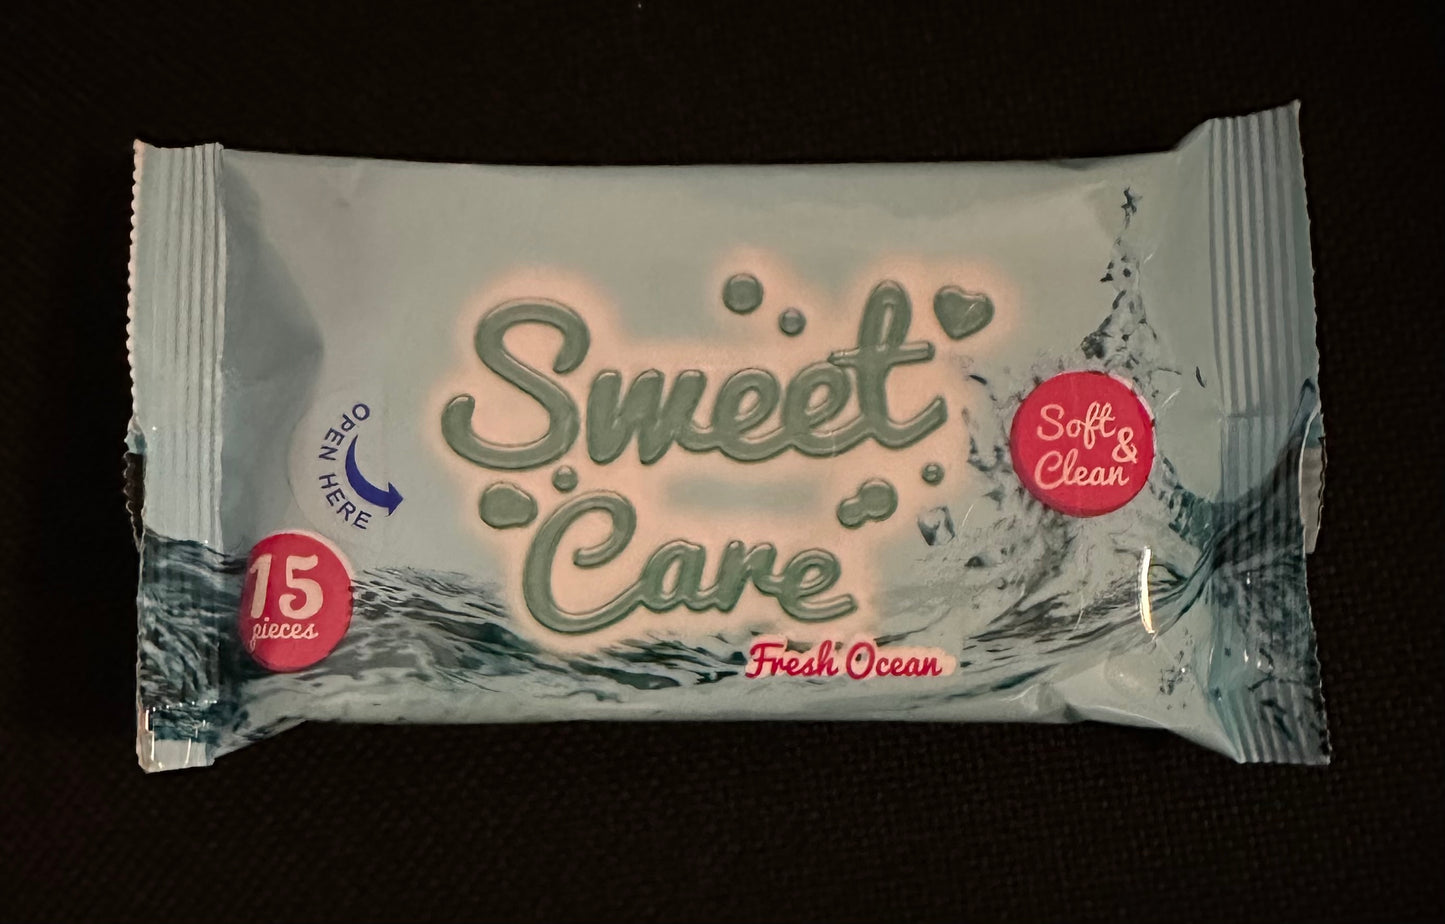 Sweet
Care
Fresh Ocean
OPEN HERE
15
pieces
Soft
&
Clean